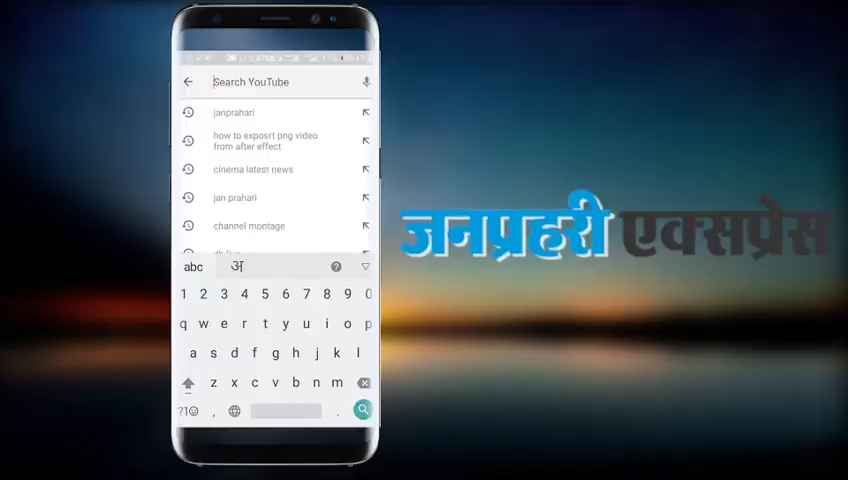 Search YouTube
janprahari
how to exposrt png video
from after effect
cinema latest news
jan prahari
channel montage
abc अ
1 2 3 4 5 6 7 8 9 0
q w e r t y u i o p
a s d f g h j k l
z x c v b n m
?1☺ , .
जनप्रहरी एक्सप्रेस